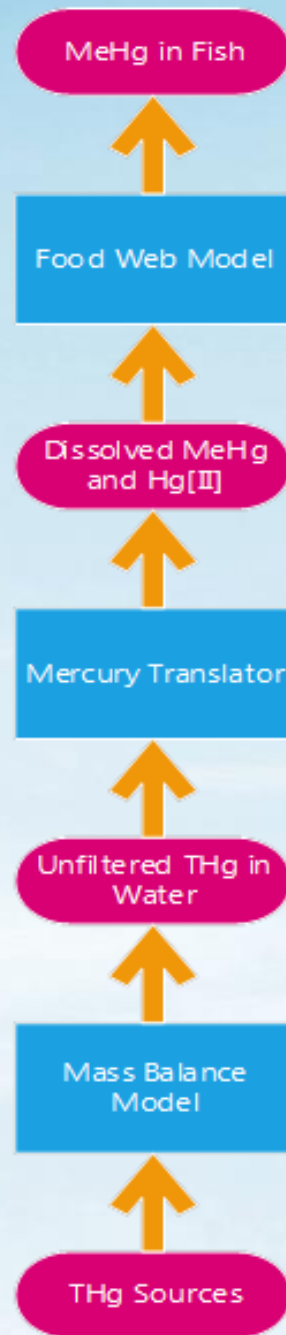 MeHg in Fish
Food Web Model
Dissolved MeHg
and Hg[II]
Mercury Translator
Unfiltered THg in
Water
Mass Balance
Model
THg Sources